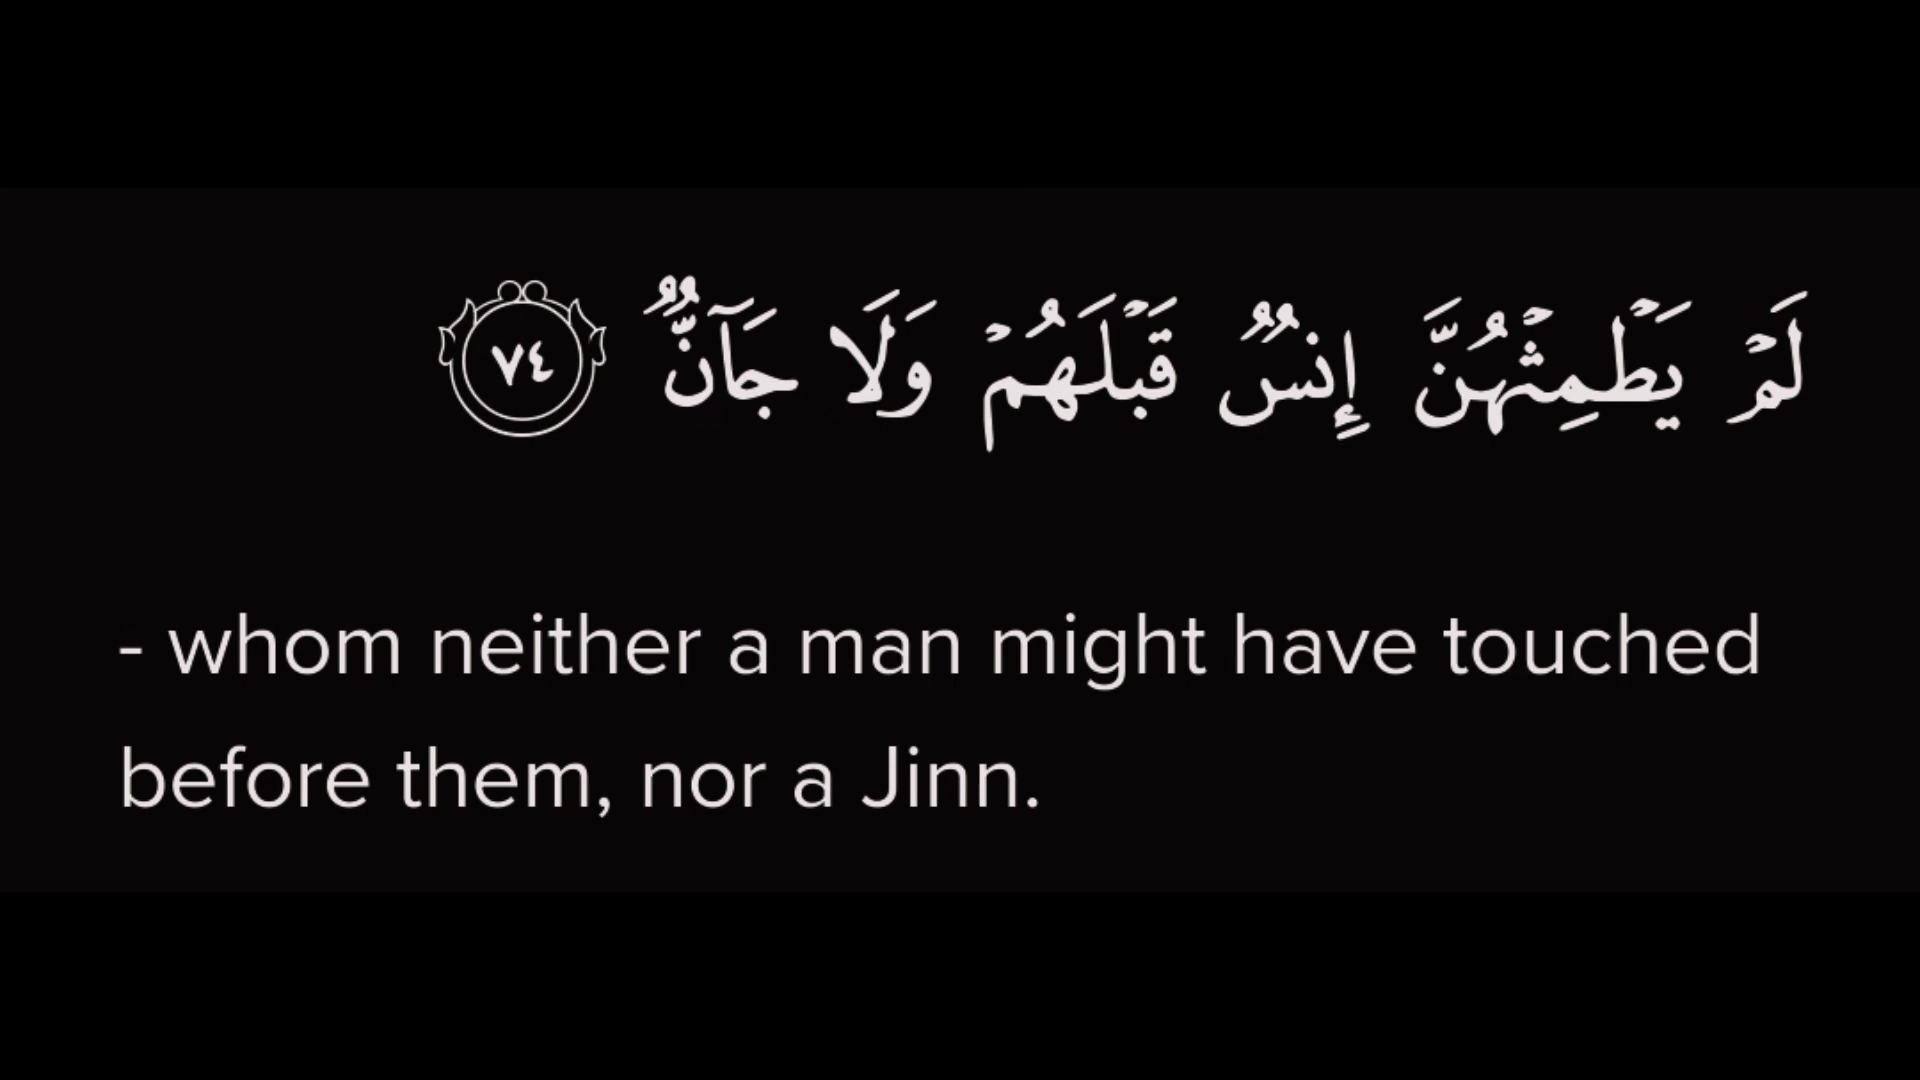 لَمْ يَطْمِثْهُنَّ إِنسٌ قَبْلَهُمْ وَلَا جَآنٌّ ٧٤
- whom neither a man might have touched
before them, nor a Jinn.